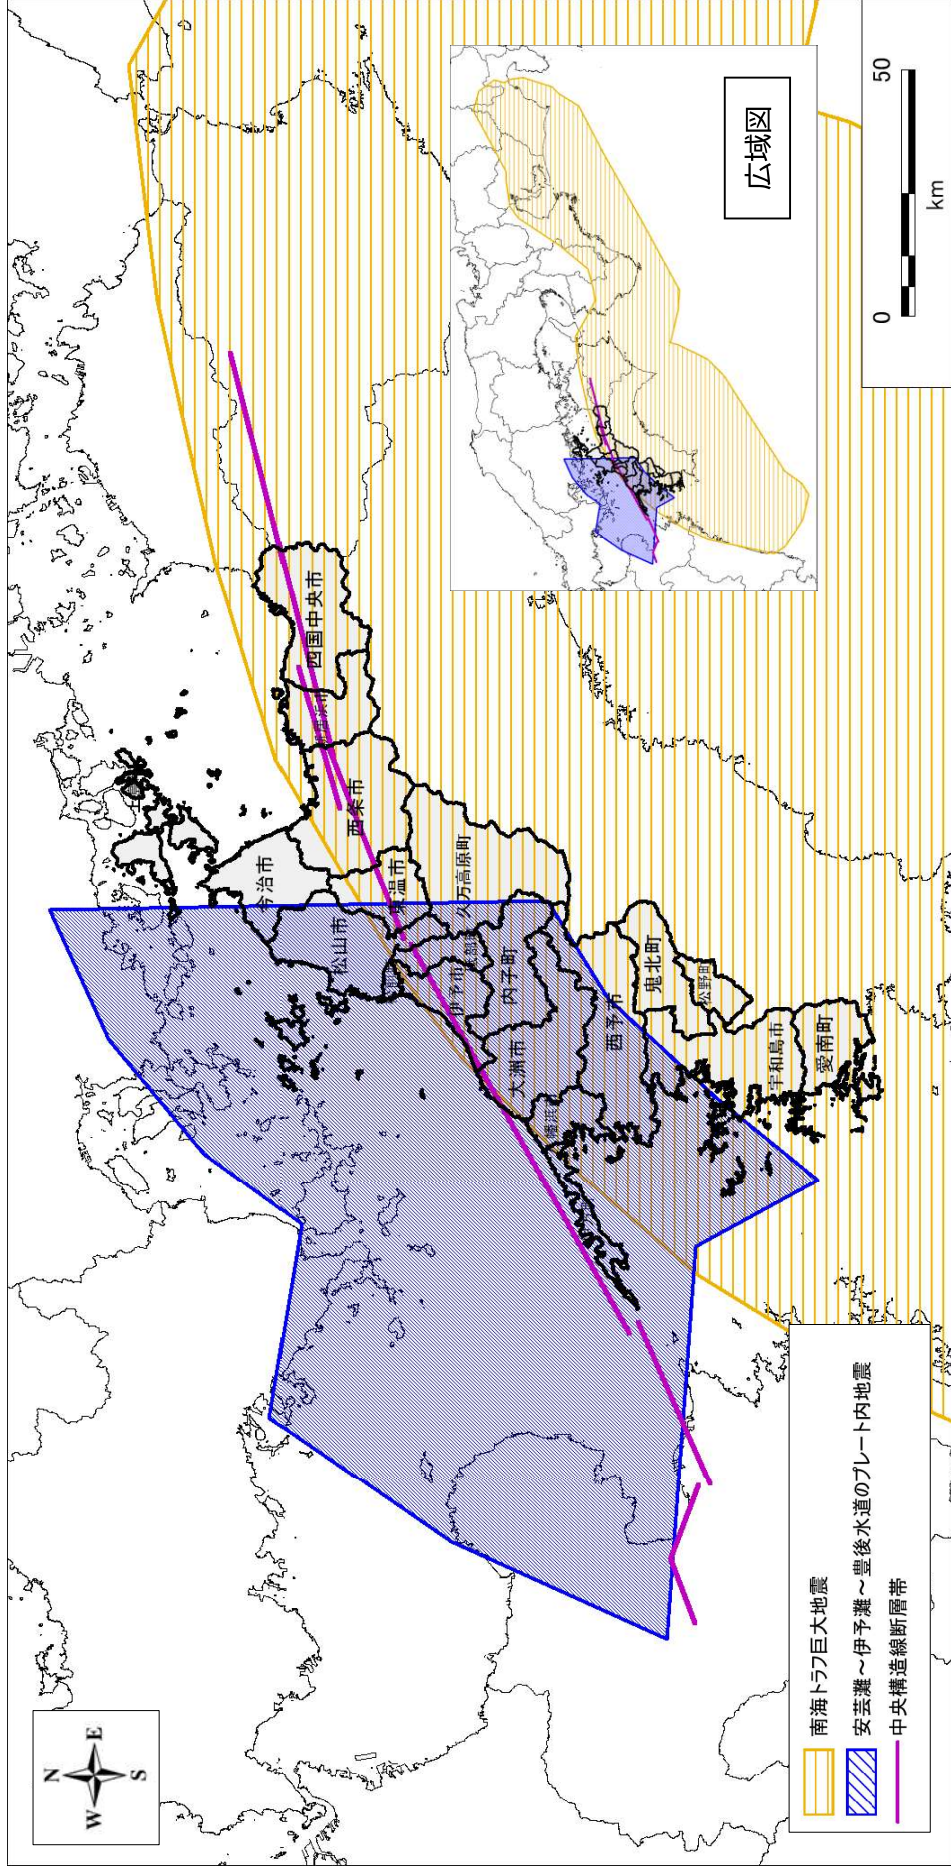 N
W
E
S
今治市
松山市
西条市
新居浜市
四国中央市
東温市
久万高原町
伊予市
砥部町
内子町
大洲市
八幡浜市
西予市
鬼北町
松野町
宇和島市
愛南町
広域図
南海トラフ巨大地震
安芸灘～伊予灘～豊後水道のプレート内地震
中央構造線断層帯
0
50
km